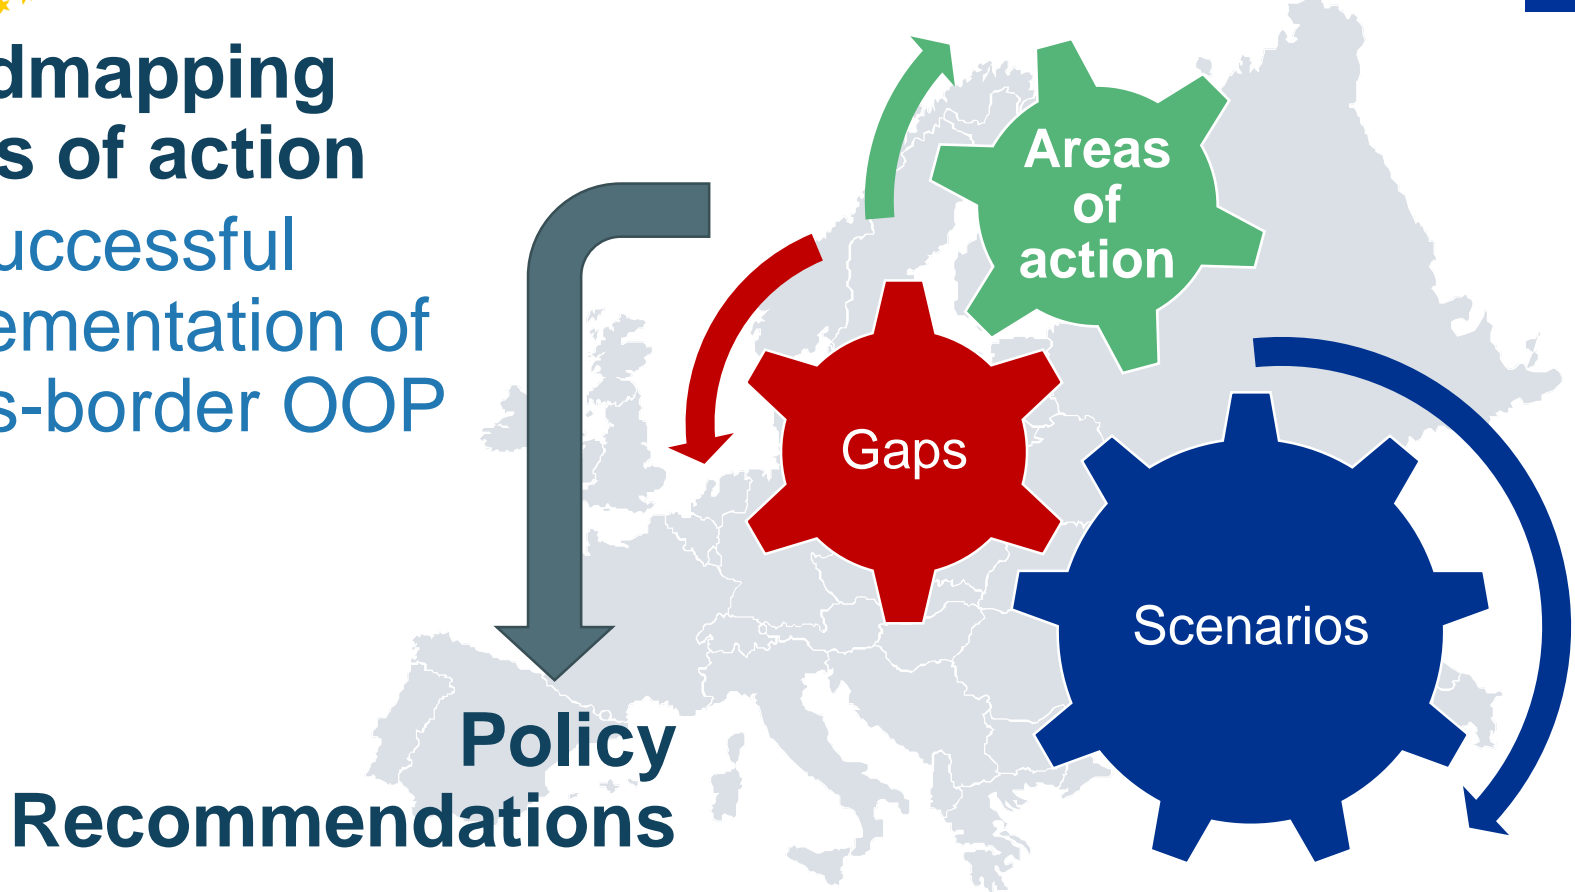 dmapping
s of action
uccessful
ementation of
s-border OOP
Areas
of
action
Gaps
Scenarios
Policy
Recommendations